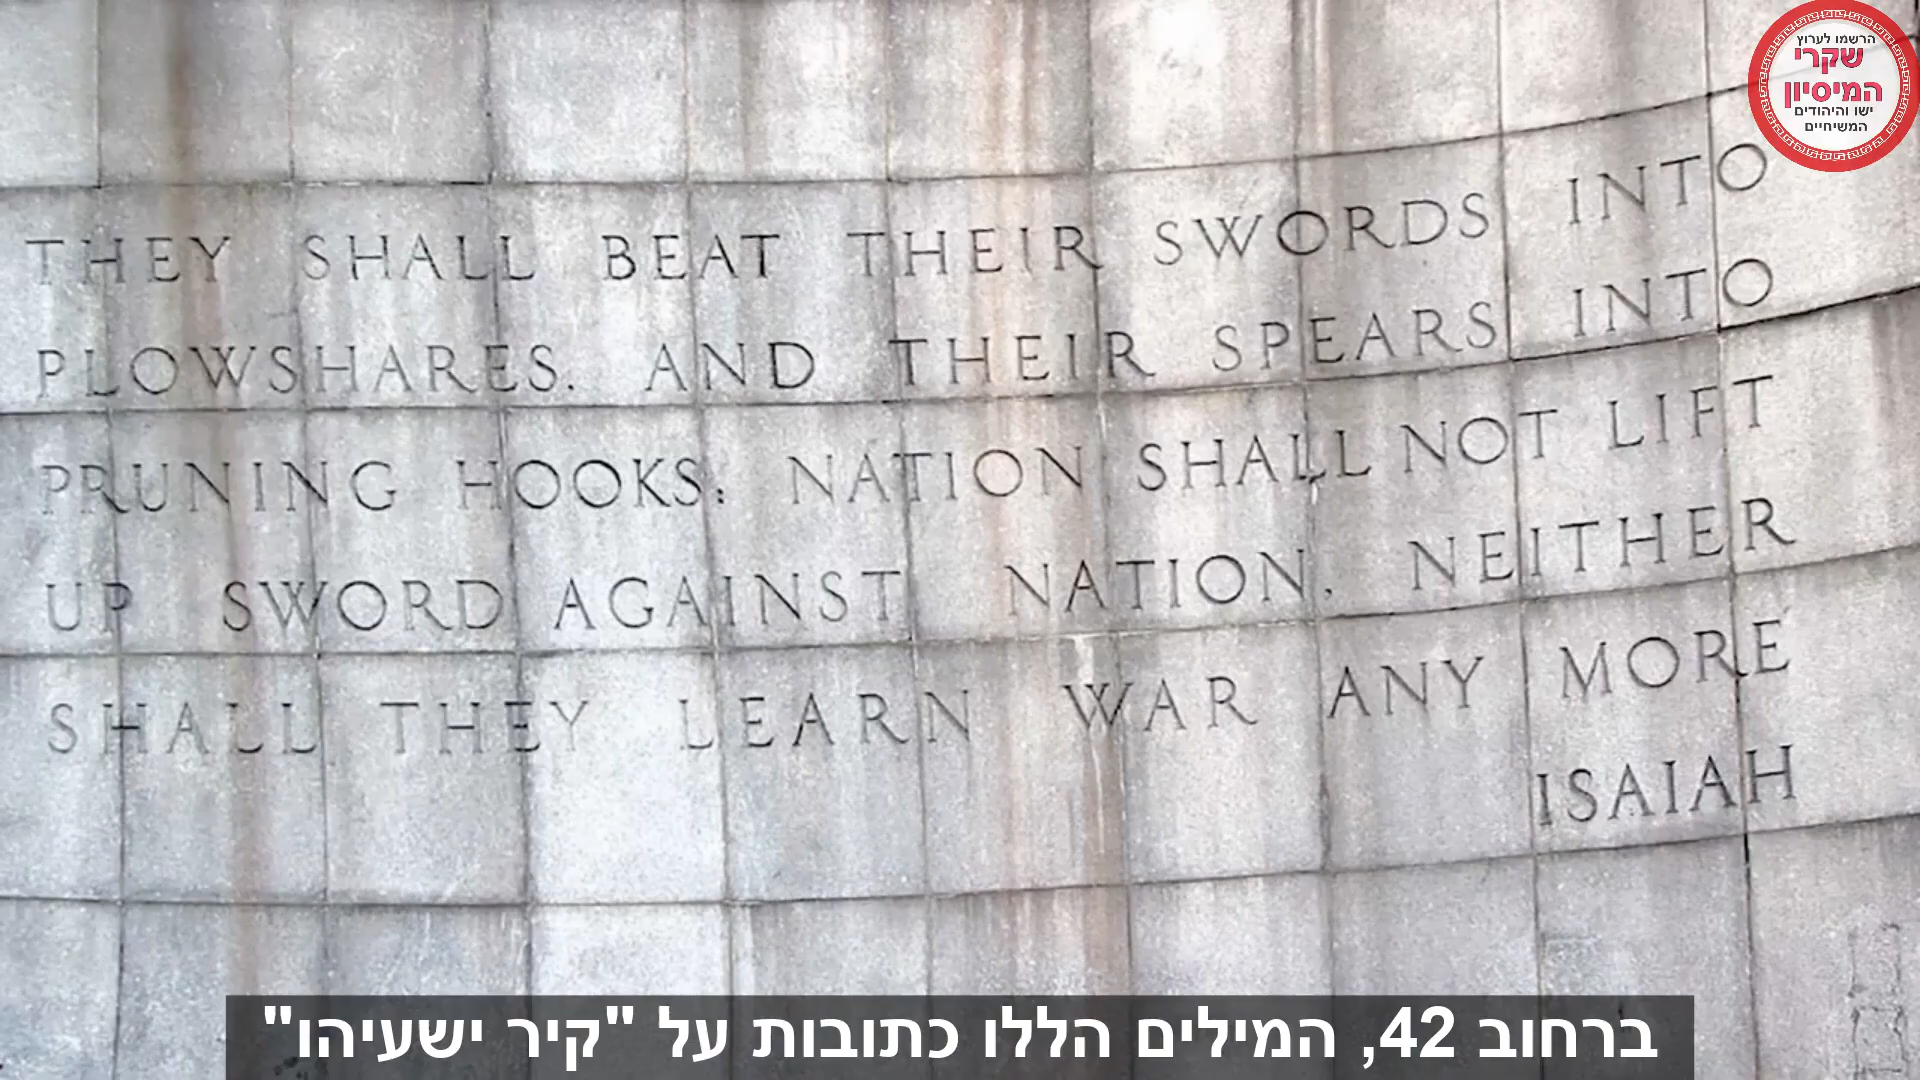 הרשמו לערוץ
שקרי
המיסיון
ישו והיהודים
המשיחיים
THEY SHALL BEAT THEIR SWORDS INTO
PLOWSHARES. AND THEIR SPEARS INTO
PRUNING HOOKS: NATION SHALL NOT LIFT
UP SWORD AGAINST NATION. NEITHER
SHALL THEY LEARN WAR ANY MORE
ISAIAH
ברחוב 42, המילים הללו כתובות על "קיר ישעיהו"